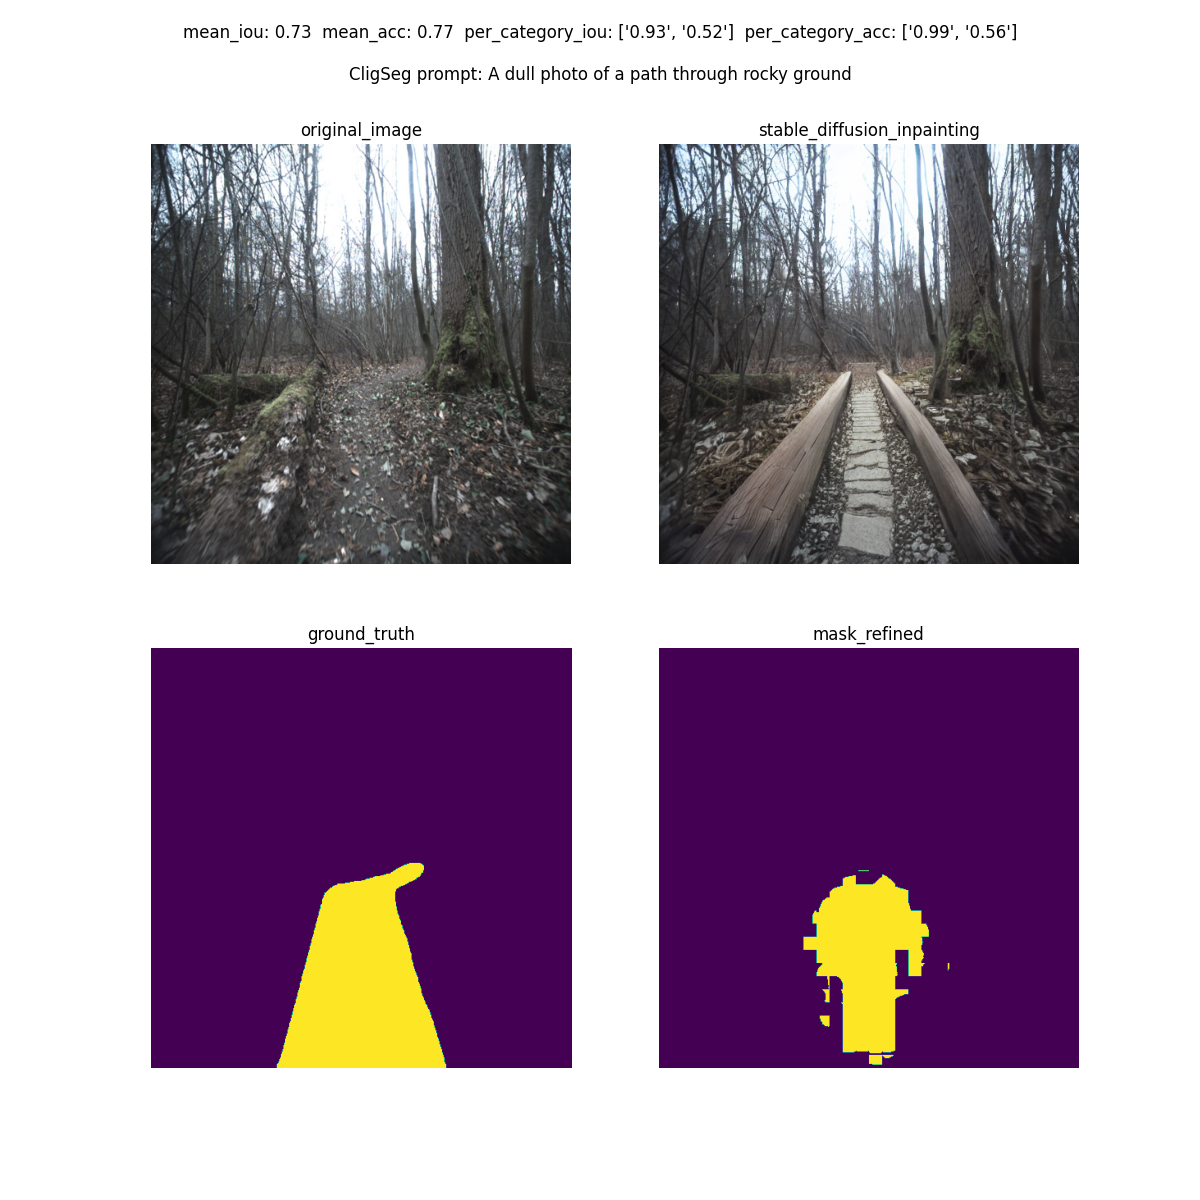 mean_iou: 0.73  mean_acc: 0.77  per_category_iou: ['0.93', '0.52']  per_category_acc: ['0.99', '0.56']
CligSeg prompt: A dull photo of a path through rocky ground
original_image
stable_diffusion_inpainting
ground_truth
mask_refined